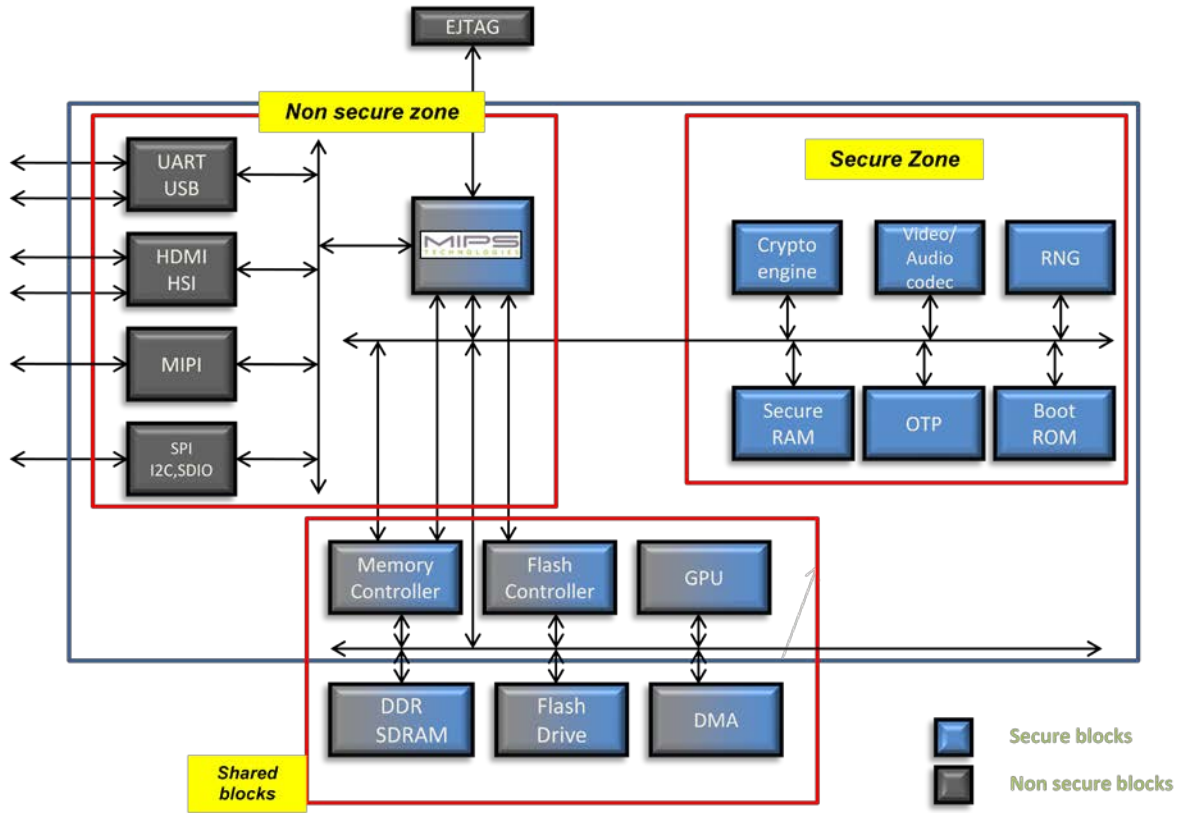 EJTAG
Non secure zone
UART
USB
HDMI
HSI
MIPI
SPI
I2C,SDIO
MIPS
TECHNOLOGIES
Secure Zone
Crypto
engine
Video/
Audio
codec
RNG
Secure
RAM
OTP
Boot
ROM
Memory
Controller
Flash
Controller
GPU
DDR
SDRAM
Flash
Drive
DMA
Shared
blocks
Secure blocks
Non secure blocks